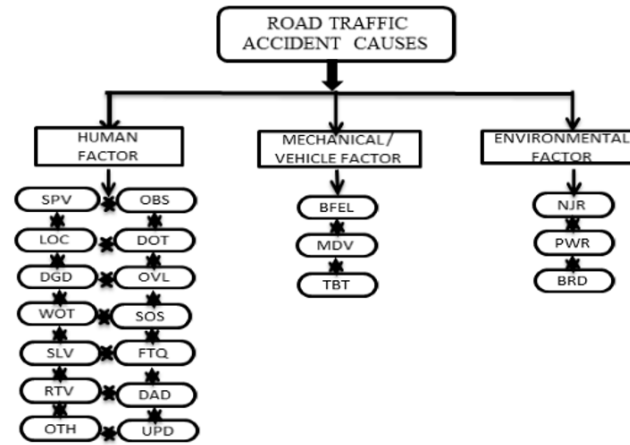 ROAD TRAFFIC
ACCIDENT CAUSES
HUMAN
FACTOR
MECHANICAL/
VEHICLE FACTOR
ENVIRONMENTAL
FACTOR
SPV OBS
LOC DOT
DGD OVL
WOT SOS
SLV FTQ
RTV DAD
OTH UPD
BFEL
MDV
TBT
NJR
PWR
BRD